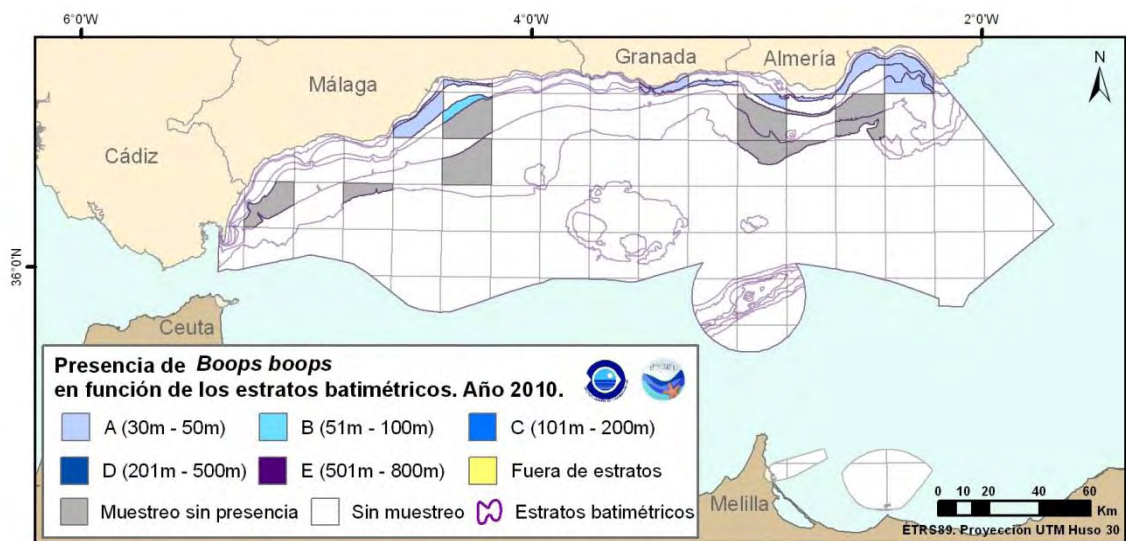 6°0'W
4°0'W
2°0'W
Granada
Almería
N
Málaga
Cádiz
36°0'N
Ceuta
Presencia de Boops boops
en función de los estratos batimétricos. Año 2010.
A (30m - 50m)
B (51m - 100m)
C (101m - 200m)
D (201m - 500m)
E (501m - 800m)
Fuera de estratos
Muestreo sin presencia
Sin muestreo
Estratos batimétricos
Melilla
0 10 20 40 60
Km
ETRS89. Proyección UTM Huso 30